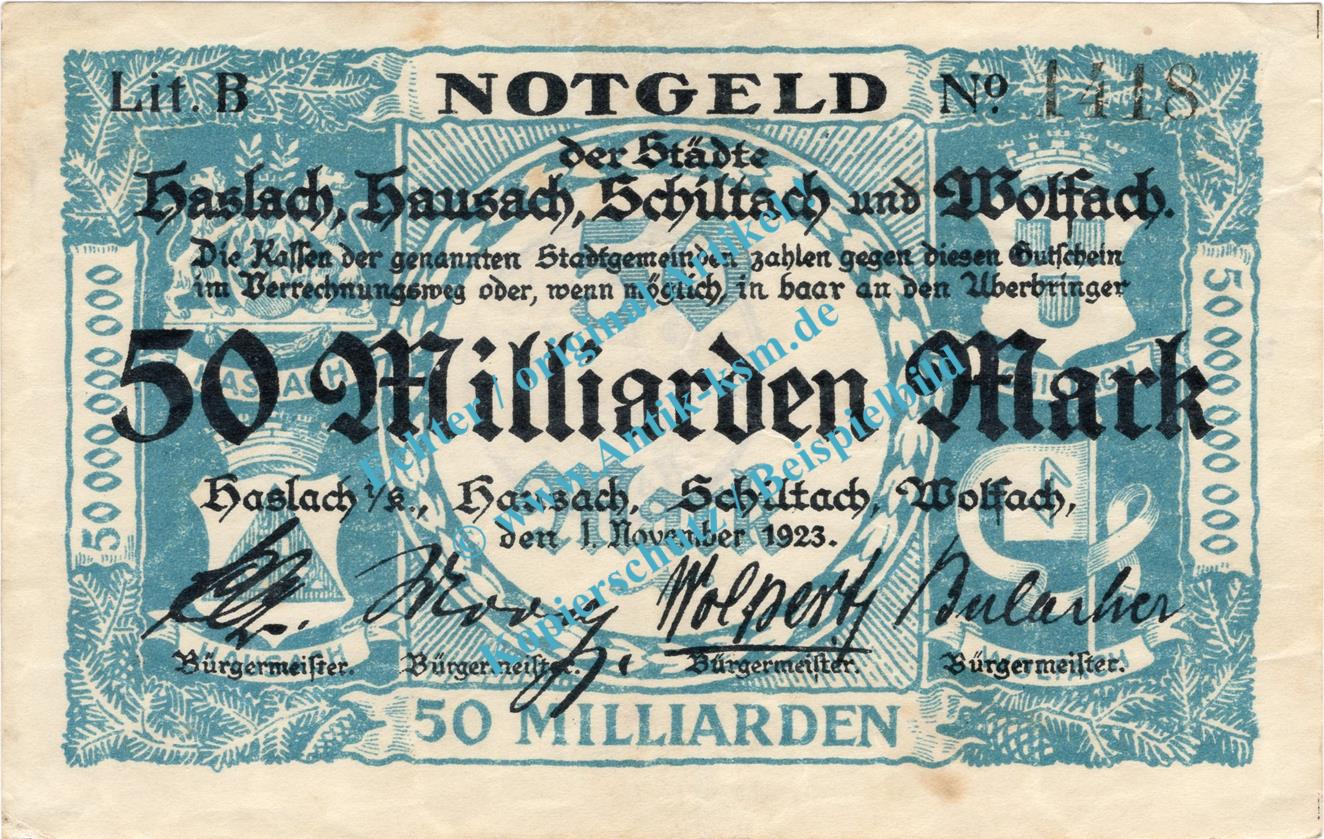 Lit. B NOTGELD No. 1418
der Städte
Haslach, Hausach, Schiltach und Wolfach.
Die Kassen der genannten Stadtgemeinden zahlen gegen diesen Gutschein
im Verrechnungsweg oder, wenn möglich, in baar an den Überbringer
50 Milliarden Mark
50 000 000 000
50 000 000 000
HASLACH
Haslach i/K., Hausach, Schiltach, Wolfach,
den 1. November 1923.
Wolpert Bulacher
Bürgermeister. Bürgermeister. Bürgermeister. Bürgermeister.
50 MILLIARDEN
Echter / original Artikel
© www.Antik-ksm.de
Kopierschutz / Beispielbild